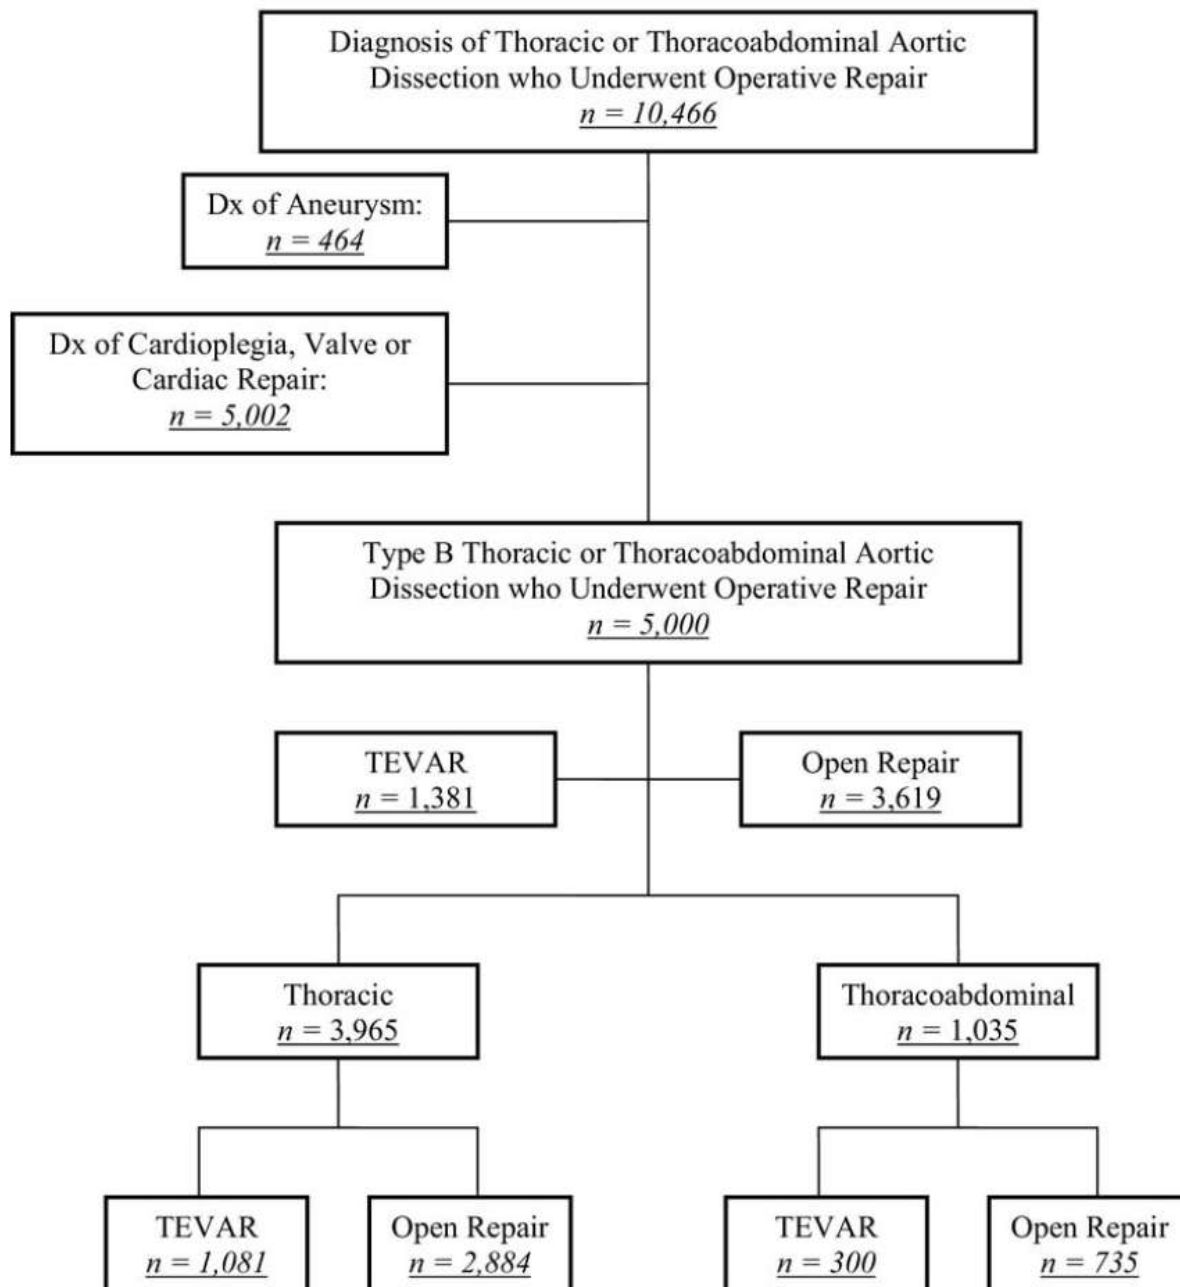 Diagnosis of Thoracic or Thoracoabdominal Aortic
Dissection who Underwent Operative Repair
n = 10,466
Dx of Aneurysm:
n = 464
Dx of Cardioplegia, Valve or
Cardiac Repair:
n = 5,002
Type B Thoracic or Thoracoabdominal Aortic
Dissection who Underwent Operative Repair
n = 5,000
TEVAR
n = 1,381
Open Repair
n = 3,619
Thoracic
n = 3,965
Thoracoabdominal
n = 1,035
TEVAR
n = 1,081
Open Repair
n = 2,884
TEVAR
n = 300
Open Repair
n = 735